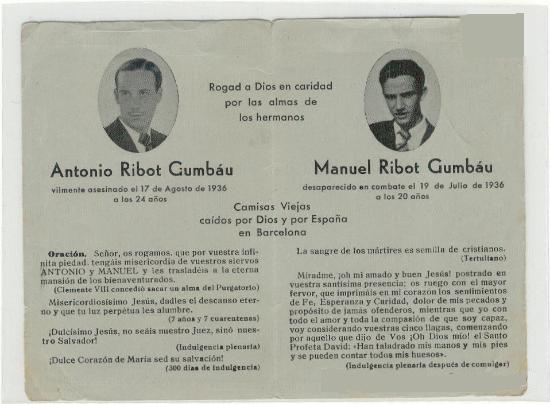 Rogad a Dios en caridad
por las almas de
los hermanos
Antonio Ribot Gumbáu
vilmente asesinado el 17 de Agosto de 1936
a los 24 años
Manuel Ribot Gumbáu
desaparecido en combate el 19 de Julio de 1936
a los 20 años
Camisas Viejas
caídos por Dios y por España
en Barcelona
Oración. Señor, os rogamos, que por vuestra infi-
nita piedad, tengáis misericordia de vuestros siervos
ANTONIO y MANUEL y les trasladéis a la eterna
mansión de los bienaventurados.
(Clemente VIII concedió sacar un alma del Purgatorio)
Misericordiosísimo Jesús, dadles el descanso eter-
no y que tu luz perpétua les alumbre.
(7 años y 7 cuarentenas)
¡Dulcísimo Jesús, no seáis nuestro Juez, sinó nues-
tro Salvador!
(Indulgencia plenaria)
¡Dulce Corazón de María sed su salvación!
(300 días de indulgencia)
La sangre de los mártires es semilla de cristianos.
(Tertuliano)
Miradme, ¡oh mi amado y buen Jesús! postrado en
vuestra santísima presencia; os ruego con el mayor
fervor, que imprimáis en mi corazón los sentimientos
de Fe, Esperanza y Caridad, dolor de mis pecados y
propósito de jamás ofenderos, mientras que yo con
todo el amor y toda la compasión de que soy capaz,
voy considerando vuestras cinco llagas, comenzando
por aquello que dijo de Vos ¡Oh Dios mío! el Santo
Profeta David: «Han taladrado mis manos y mis pies
y se pueden contar todos mis huesos».
(Indulgencia plenaria después de comulgar)